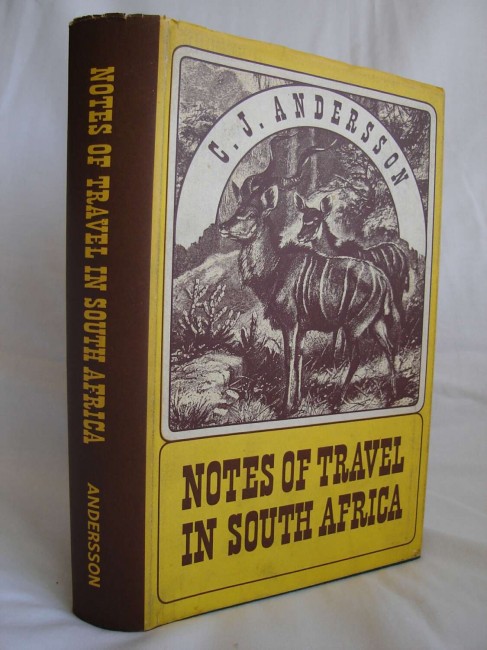 NOTES OF TRAVEL IN SOUTH AFRICA
ANDERSSON
C. J. ANDERSSON
NOTES OF TRAVEL
IN SOUTH AFRICA